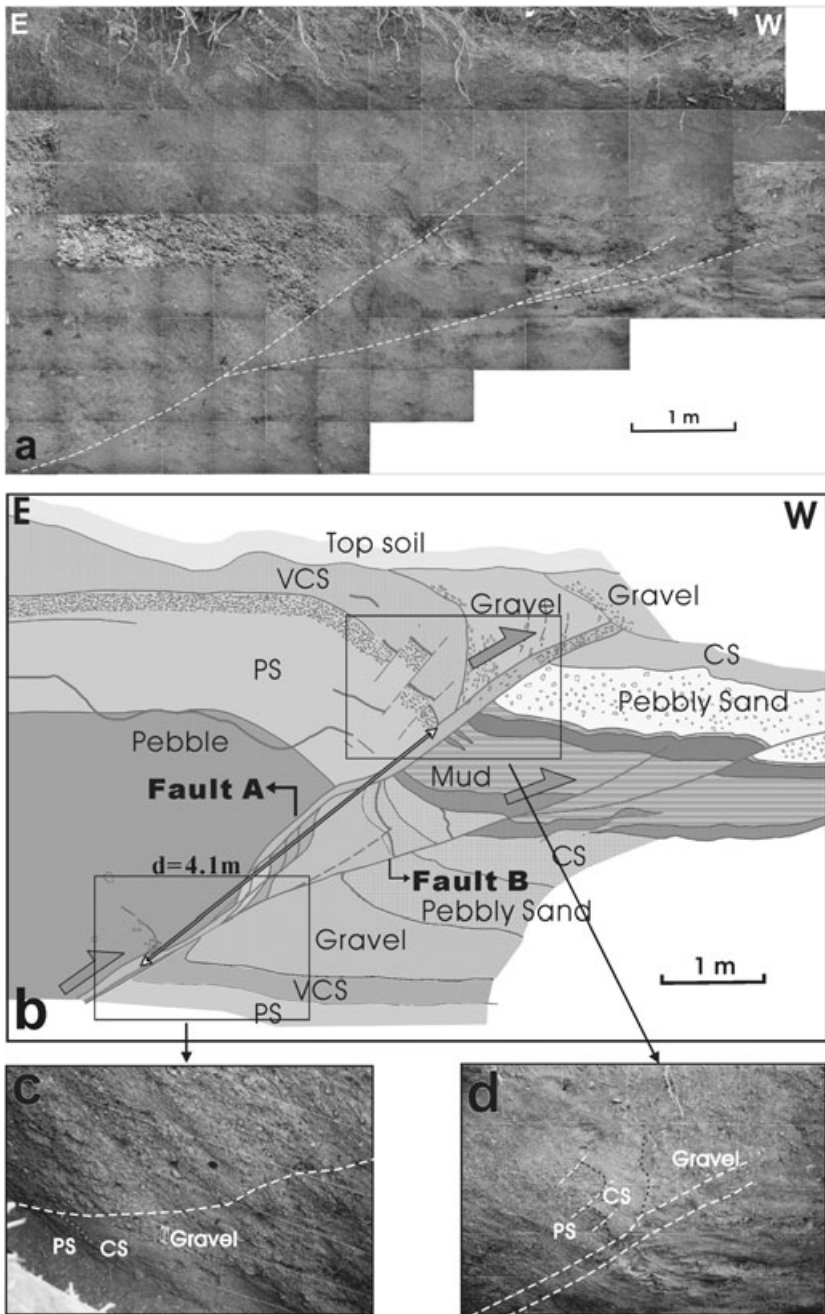 E W
1 m
a
E W
Top soil
VCS
Gravel
Gravel
CS
PS
Pebbly Sand
Pebble
Mud
Fault A
d=4.1m
CS
Fault B
Pebbly Sand
Gravel
1 m
VCS
b
PS
c
d
Gravel
CS
PS
Gravel
PS CS